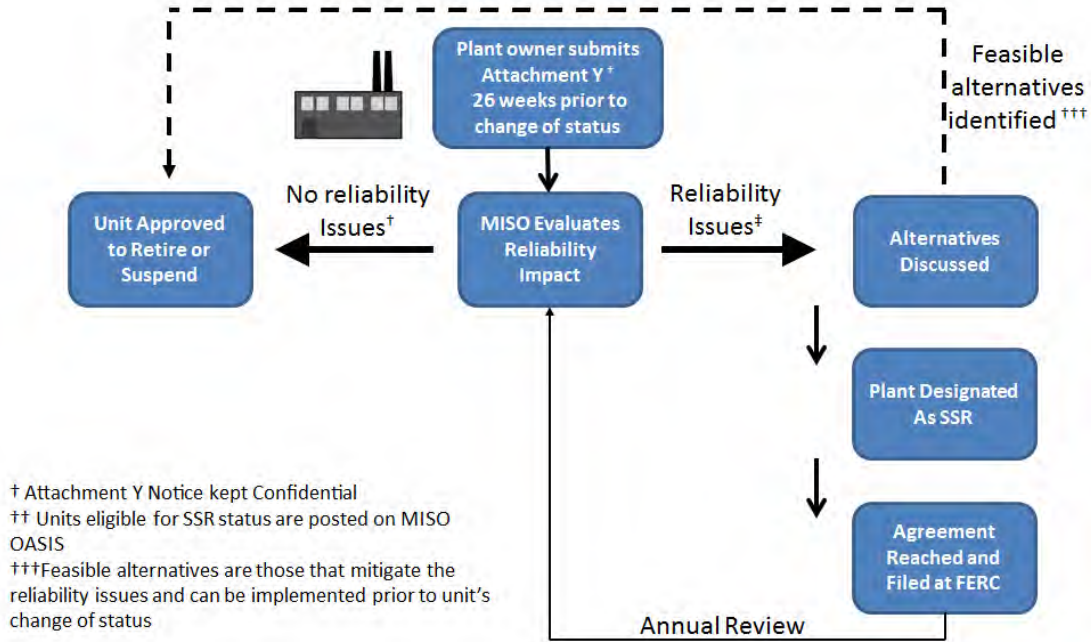 Plant owner submits
Attachment Y †
26 weeks prior to
change of status
Feasible
alternatives
identified †††
No reliability
Issues†
Reliability
Issues‡
Unit Approved
to Retire or
Suspend
MISO Evaluates
Reliability
Impact
Alternatives
Discussed
Plant Designated
As SSR
Agreement
Reached and
Filed at FERC
Annual Review
† Attachment Y Notice kept Confidential
†† Units eligible for SSR status are posted on MISO
OASIS
†††Feasible alternatives are those that mitigate the
reliability issues and can be implemented prior to unit’s
change of status